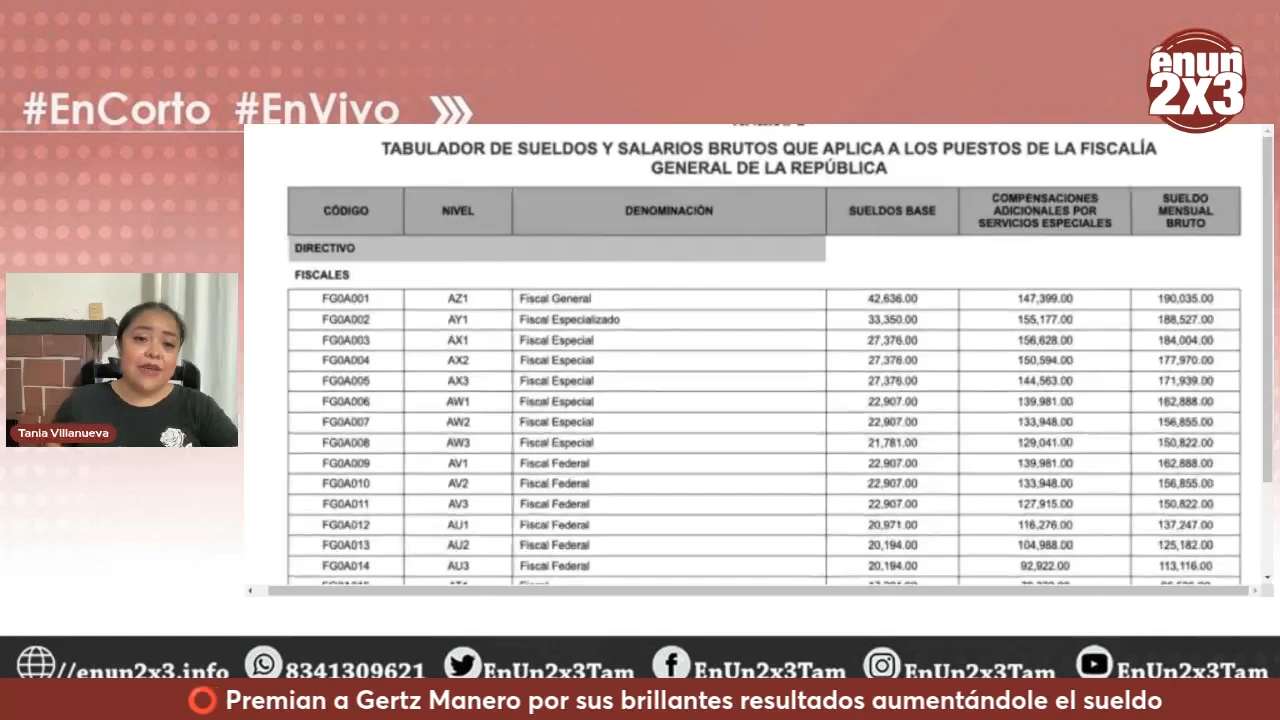 #EnCorto #EnVivo
énun
2x3
TABULADOR DE SUELDOS Y SALARIOS BRUTOS QUE APLICA A LOS PUESTOS DE LA FISCALÍA
GENERAL DE LA REPÚBLICA
CÓDIGO NIVEL DENOMINACIÓN SUELDOS BASE COMPENSACIONES ADICIONALES POR SERVICIOS ESPECIALES SUELDO MENSUAL BRUTO
DIRECTIVO
FISCALES
FG0A001 AZ1 Fiscal General 42,636.00 147,399.00 190,035.00
FG0A002 AY1 Fiscal Especializado 33,350.00 155,177.00 188,527.00
FG0A003 AX1 Fiscal Especial 27,376.00 156,628.00 184,004.00
FG0A004 AX2 Fiscal Especial 27,376.00 150,594.00 177,970.00
FG0A005 AX3 Fiscal Especial 27,376.00 144,563.00 171,939.00
FG0A006 AW1 Fiscal Especial 22,907.00 139,981.00 162,888.00
FG0A007 AW2 Fiscal Especial 22,907.00 133,948.00 156,855.00
FG0A008 AW3 Fiscal Especial 21,781.00 129,041.00 150,822.00
FG0A009 AV1 Fiscal Federal 22,907.00 139,981.00 162,888.00
FG0A010 AV2 Fiscal Federal 22,907.00 133,948.00 156,855.00
FG0A011 AV3 Fiscal Federal 22,907.00 127,915.00 150,822.00
FG0A012 AU1 Fiscal Federal 20,971.00 116,276.00 137,247.00
FG0A013 AU2 Fiscal Federal 20,194.00 104,988.00 125,182.00
FG0A014 AU3 Fiscal Federal 20,194.00 92,922.00 113,116.00
Tania Villanueva
//enun2x3.info 8341309621 EnUn2x3Tam EnUn2x3Tam EnUn2x3Tam EnUn2x3Tam
Premian a Gertz Manero por sus brillantes resultados aumentándole el sueldo